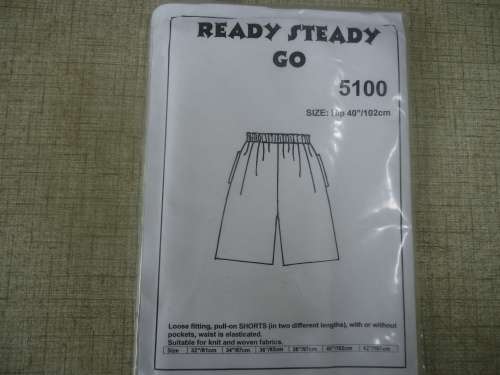 READY STEADY
GO
5100
SIZE: Hip 40"/102cm
Loose fitting, pull-on SHORTS (in two different lengths), with or without
pockets, waist is elasticated.
Suitable for knit and woven fabrics.
Size 32"/81cm 34"/87cm 36"/92cm 38"/97cm 40"/102cm